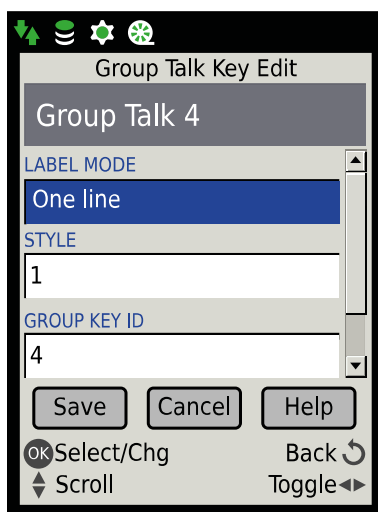 Group Talk Key Edit
Group Talk 4
LABEL MODE
One line
STYLE
1
GROUP KEY ID
4
Save Cancel Help
OK Select/Chg Back
Scroll Toggle